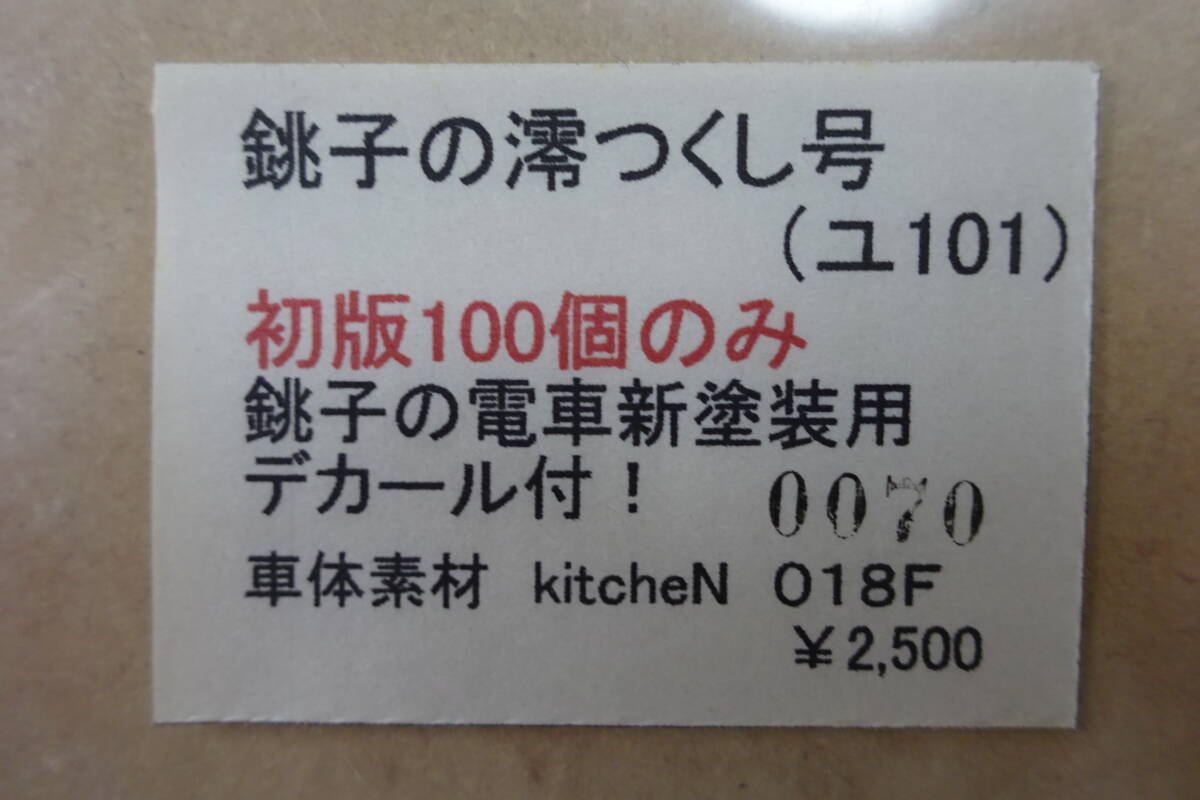 銚子の澪つくし号
(ユ101)
初版100個のみ
銚子の電車新塗装用
デカール付！ 0070
車体素材 kitcheN 018F
￥2,500